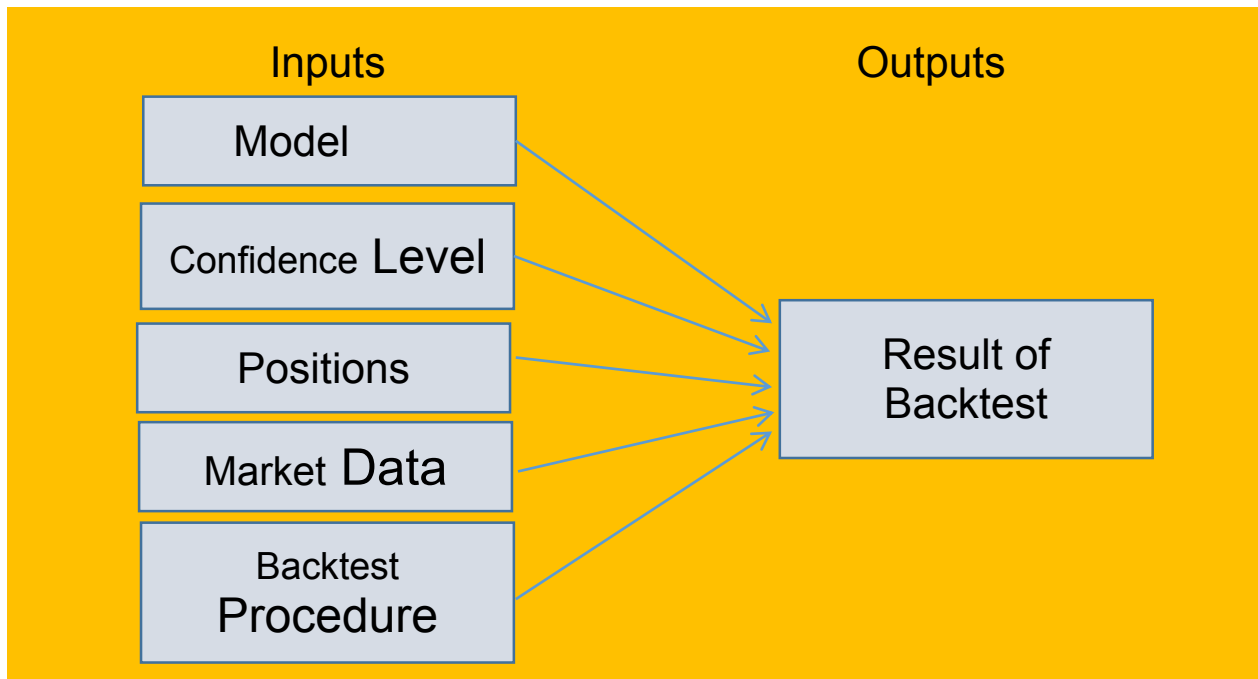 Inputs
Outputs
Model
Confidence Level
Positions
Market Data
Backtest
Procedure
Result of
Backtest